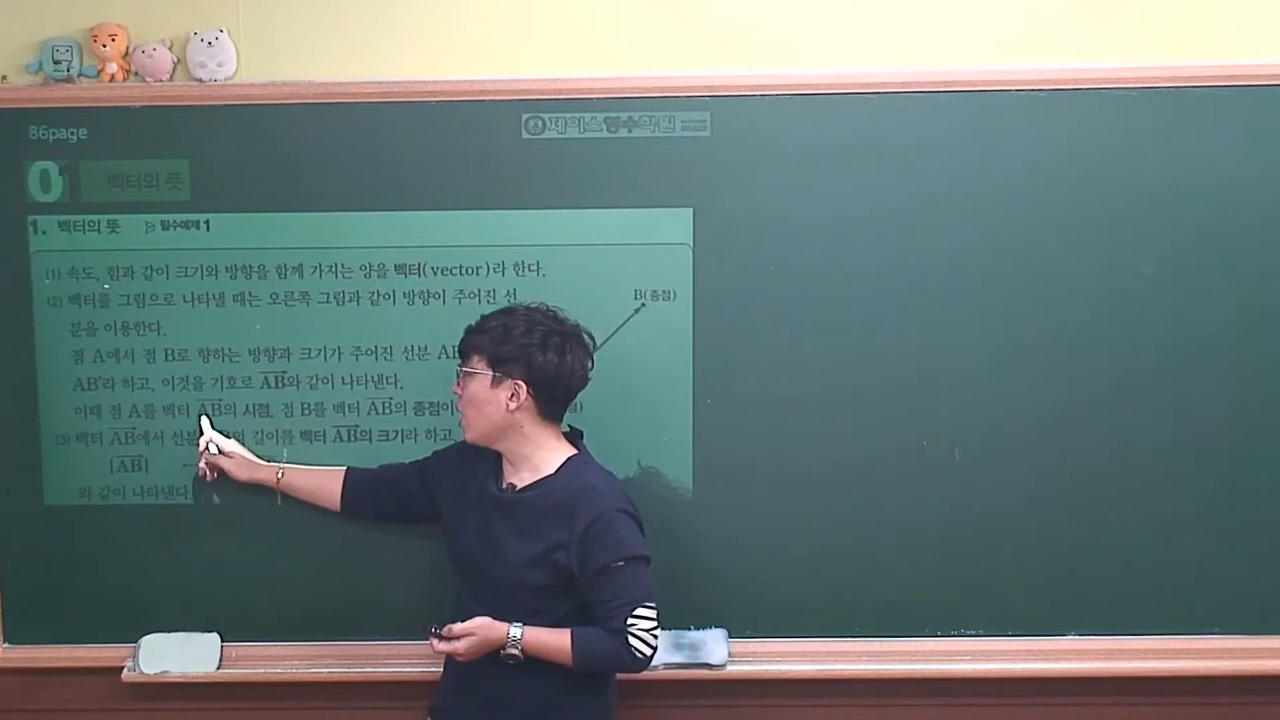 86page
제이스영수학원
01 벡터의 뜻
1. 벡터의 뜻 ▷ 필수예제 1
(1) 속도, 힘과 같이 크기와 방향을 함께 가지는 양을 벡터(vector)라 한다.
(2) 벡터를 그림으로 나타낼 때는 오른쪽 그림과 같이 방향이 주어진 선
B(종점)
분을 이용한다.
점 A에서 점 B로 향하는 방향과 크기가 주어진 선분 AB
AB라 하고, 이것을 기호로 AB와 같이 나타낸다.
이때 점 A를 벡터 AB의 시점, 점 B를 벡터 AB의 종점이
(3) 벡터 AB에서 선분 의 길이를 벡터 AB의 크기라 하고,
|AB|
와 같이 나타낸다.